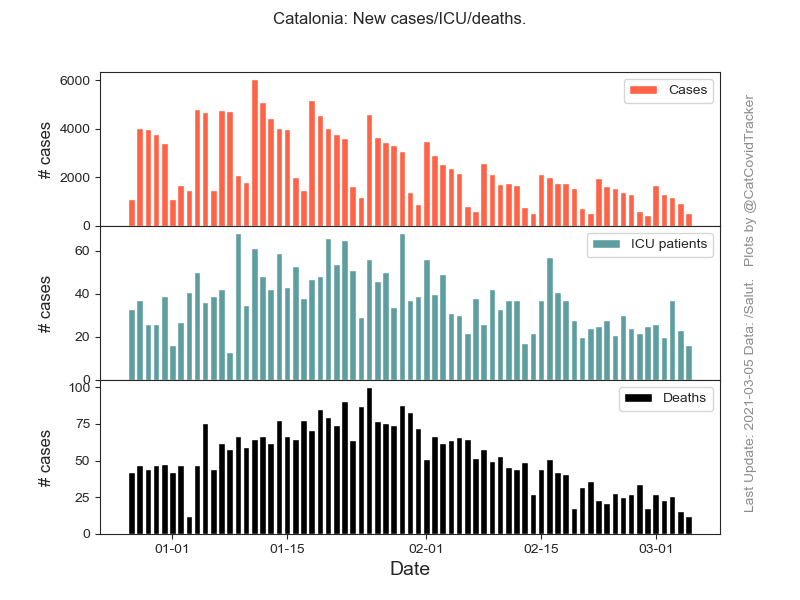 Catalonia: New cases/ICU/deaths.
6000
4000
2000
0
# cases
Cases
60
40
20
0
# cases
ICU patients
100
75
50
25
0
# cases
Deaths
01-01 01-15 02-01 02-15 03-01
Date
Last Update: 2021-03-05 Data: /Salut. Plots by @CatCovidTracker